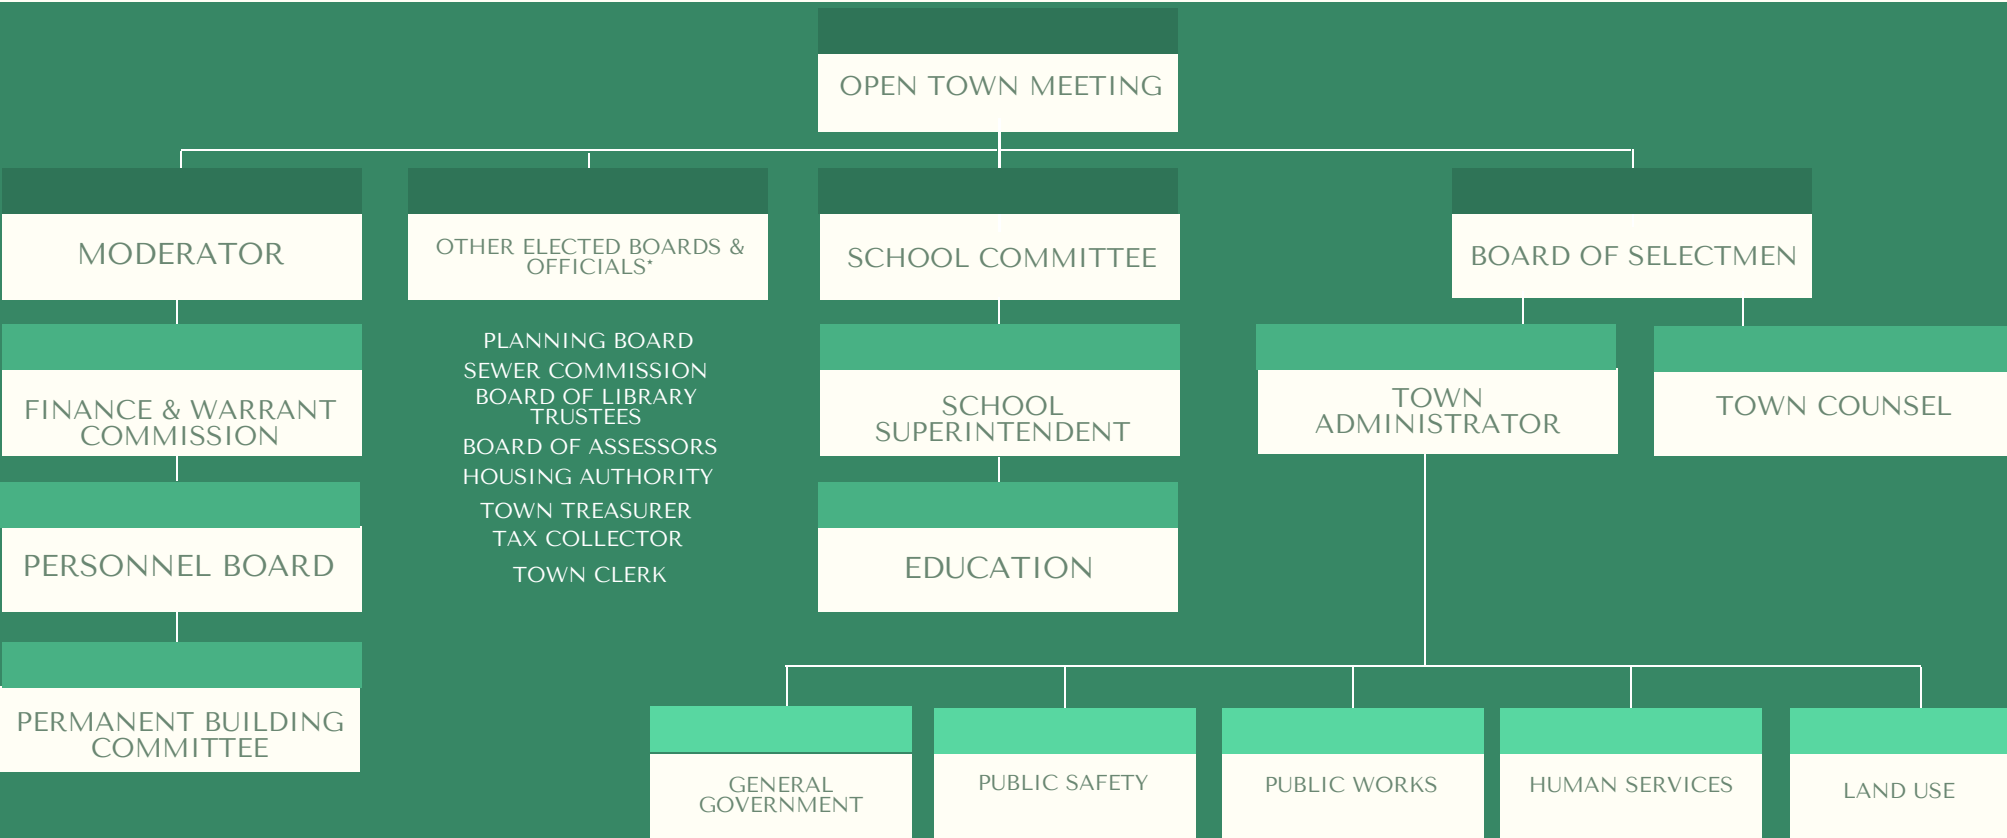 OPEN TOWN MEETING
MODERATOR
OTHER ELECTED BOARDS &
OFFICIALS*
SCHOOL COMMITTEE
BOARD OF SELECTMEN
FINANCE & WARRANT
COMMISSION
PLANNING BOARD
SEWER COMMISSION
BOARD OF LIBRARY
TRUSTEES
BOARD OF ASSESSORS
HOUSING AUTHORITY
TOWN TREASURER
TAX COLLECTOR
TOWN CLERK
SCHOOL
SUPERINTENDENT
TOWN
ADMINISTRATOR
TOWN COUNSEL
PERSONNEL BOARD
EDUCATION
PERMANENT BUILDING
COMMITTEE
GENERAL
GOVERNMENT
PUBLIC SAFETY
PUBLIC WORKS
HUMAN SERVICES
LAND USE